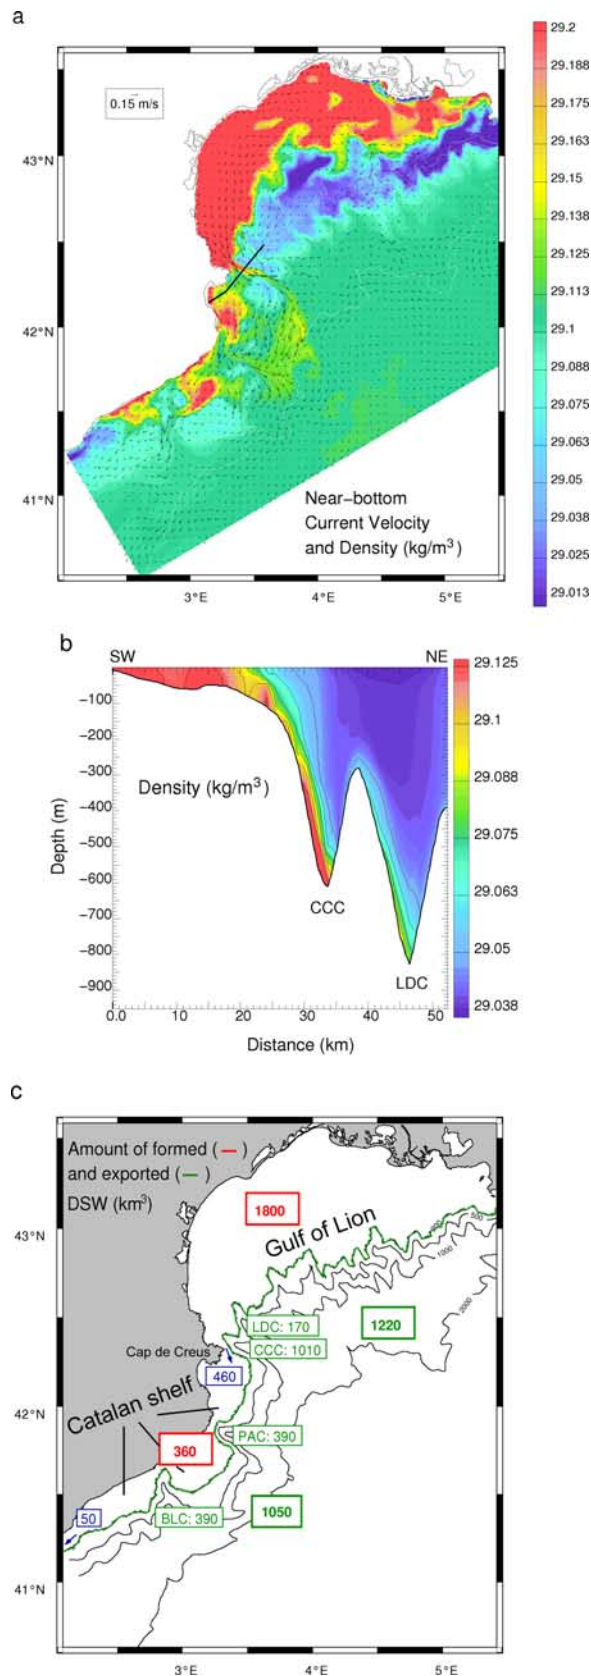 a
0.15 m/s
43°N
42°N
41°N
3°E
4°E
5°E
Near-bottom
Current Velocity
and Density (kg/m³)
29.2
29.188
29.175
29.163
29.15
29.138
29.125
29.113
29.1
29.088
29.075
29.063
29.05
29.038
29.025
29.013
b
SW
NE
-100
-200
-300
-400
-500
-600
-700
-800
-900
Depth (m)
Density (kg/m³)
CCC
LDC
0.0
10
20
30
40
50
Distance (km)
29.125
29.1
29.088
29.075
29.063
29.05
29.038
c
Amount of formed ( — )
and exported ( — )
DSW (km³)
1800
43°N
Gulf of Lion
500
1000
2000
LDC: 170
1220
Cap de Creus
CCC: 1010
460
Catalan shelf
42°N
PAC: 390
360
50
BLC: 390
1050
41°N
3°E
4°E
5°E